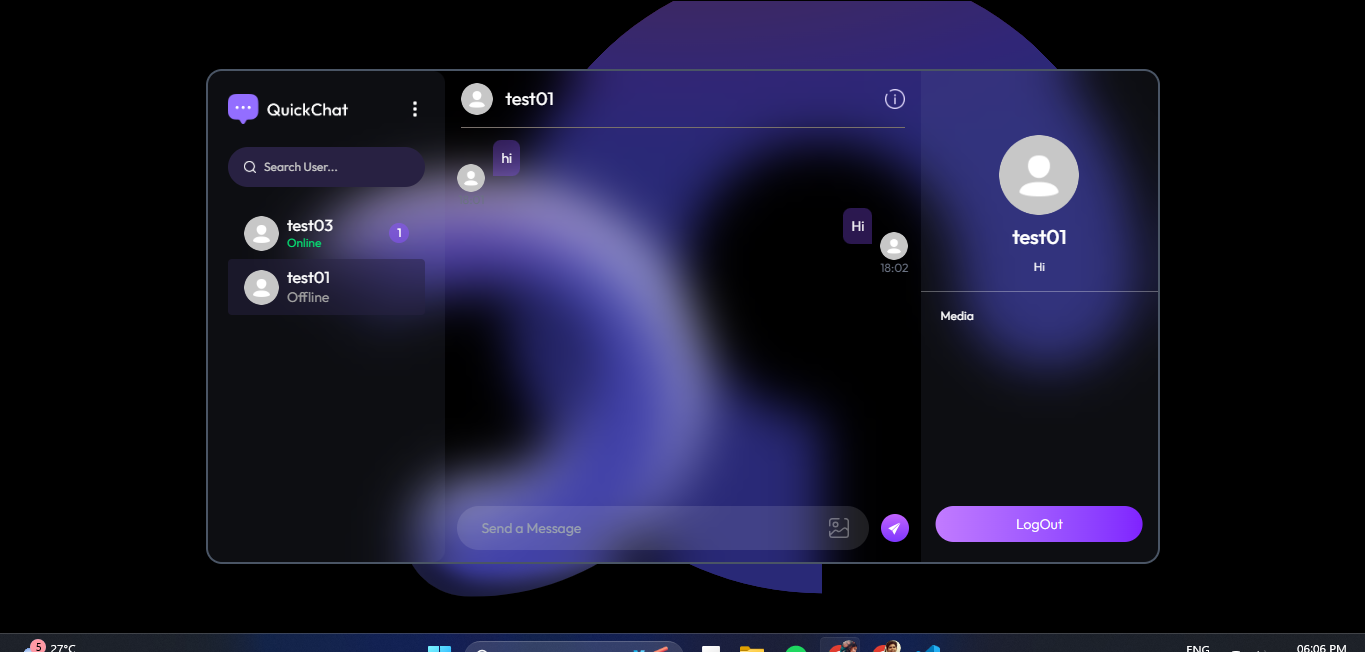 QuickChat
Search User...
test03
Online
1
test01
Offline
test01
hi
Hi
18:02
Send a Message
test01
Hi
Media
LogOut
5
27°C
ENG
06:06 PM